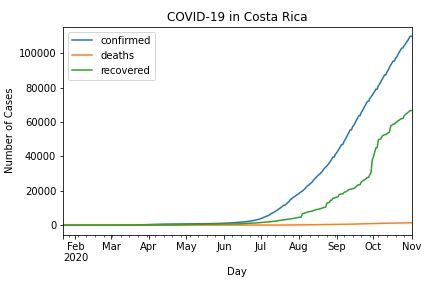 COVID-19 in Costa Rica
confirmed
deaths
recovered
100000
80000
60000
40000
20000
0
Number of Cases
Feb Mar Apr May Jun Jul Aug Sep Oct Nov
2020
Day